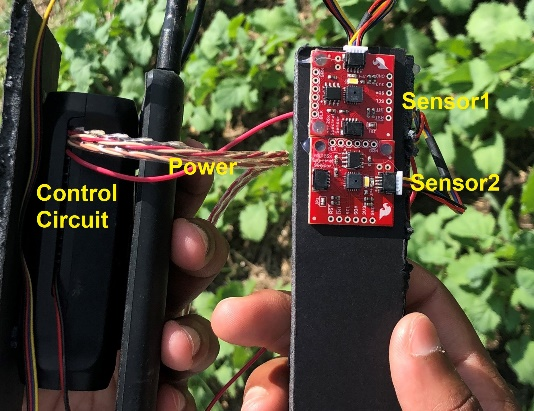 Sensor1
Power
Sensor2
Control
Circuit